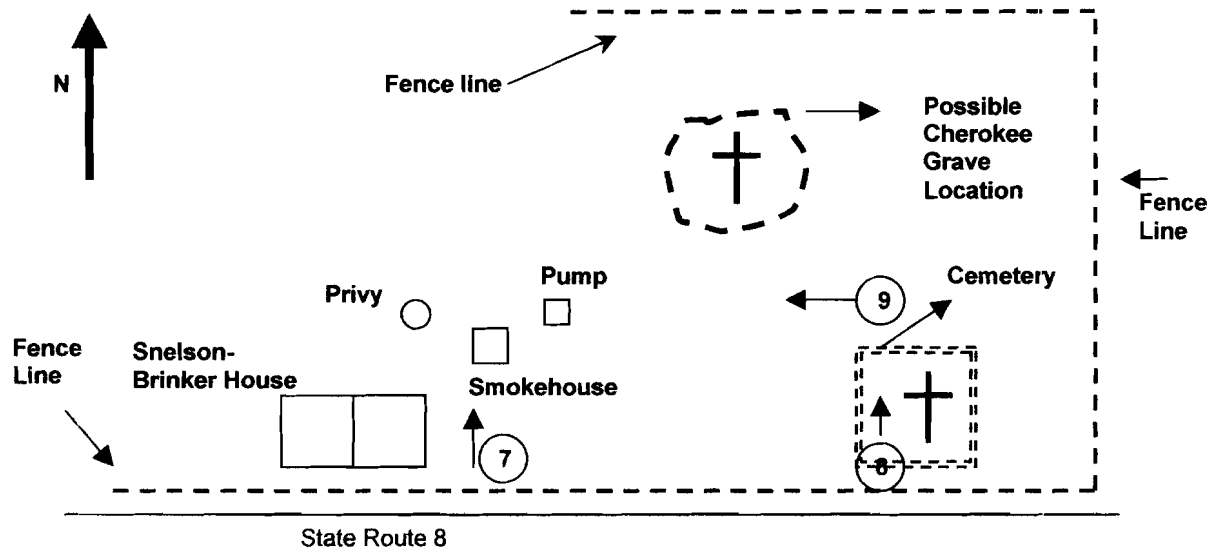 N
Fence line
Possible
Cherokee
Grave
Location
Fence
Line
Pump
Privy
9
Cemetery
Fence
Line
Snelson-
Brinker House
Smokehouse
7
8
State Route 8